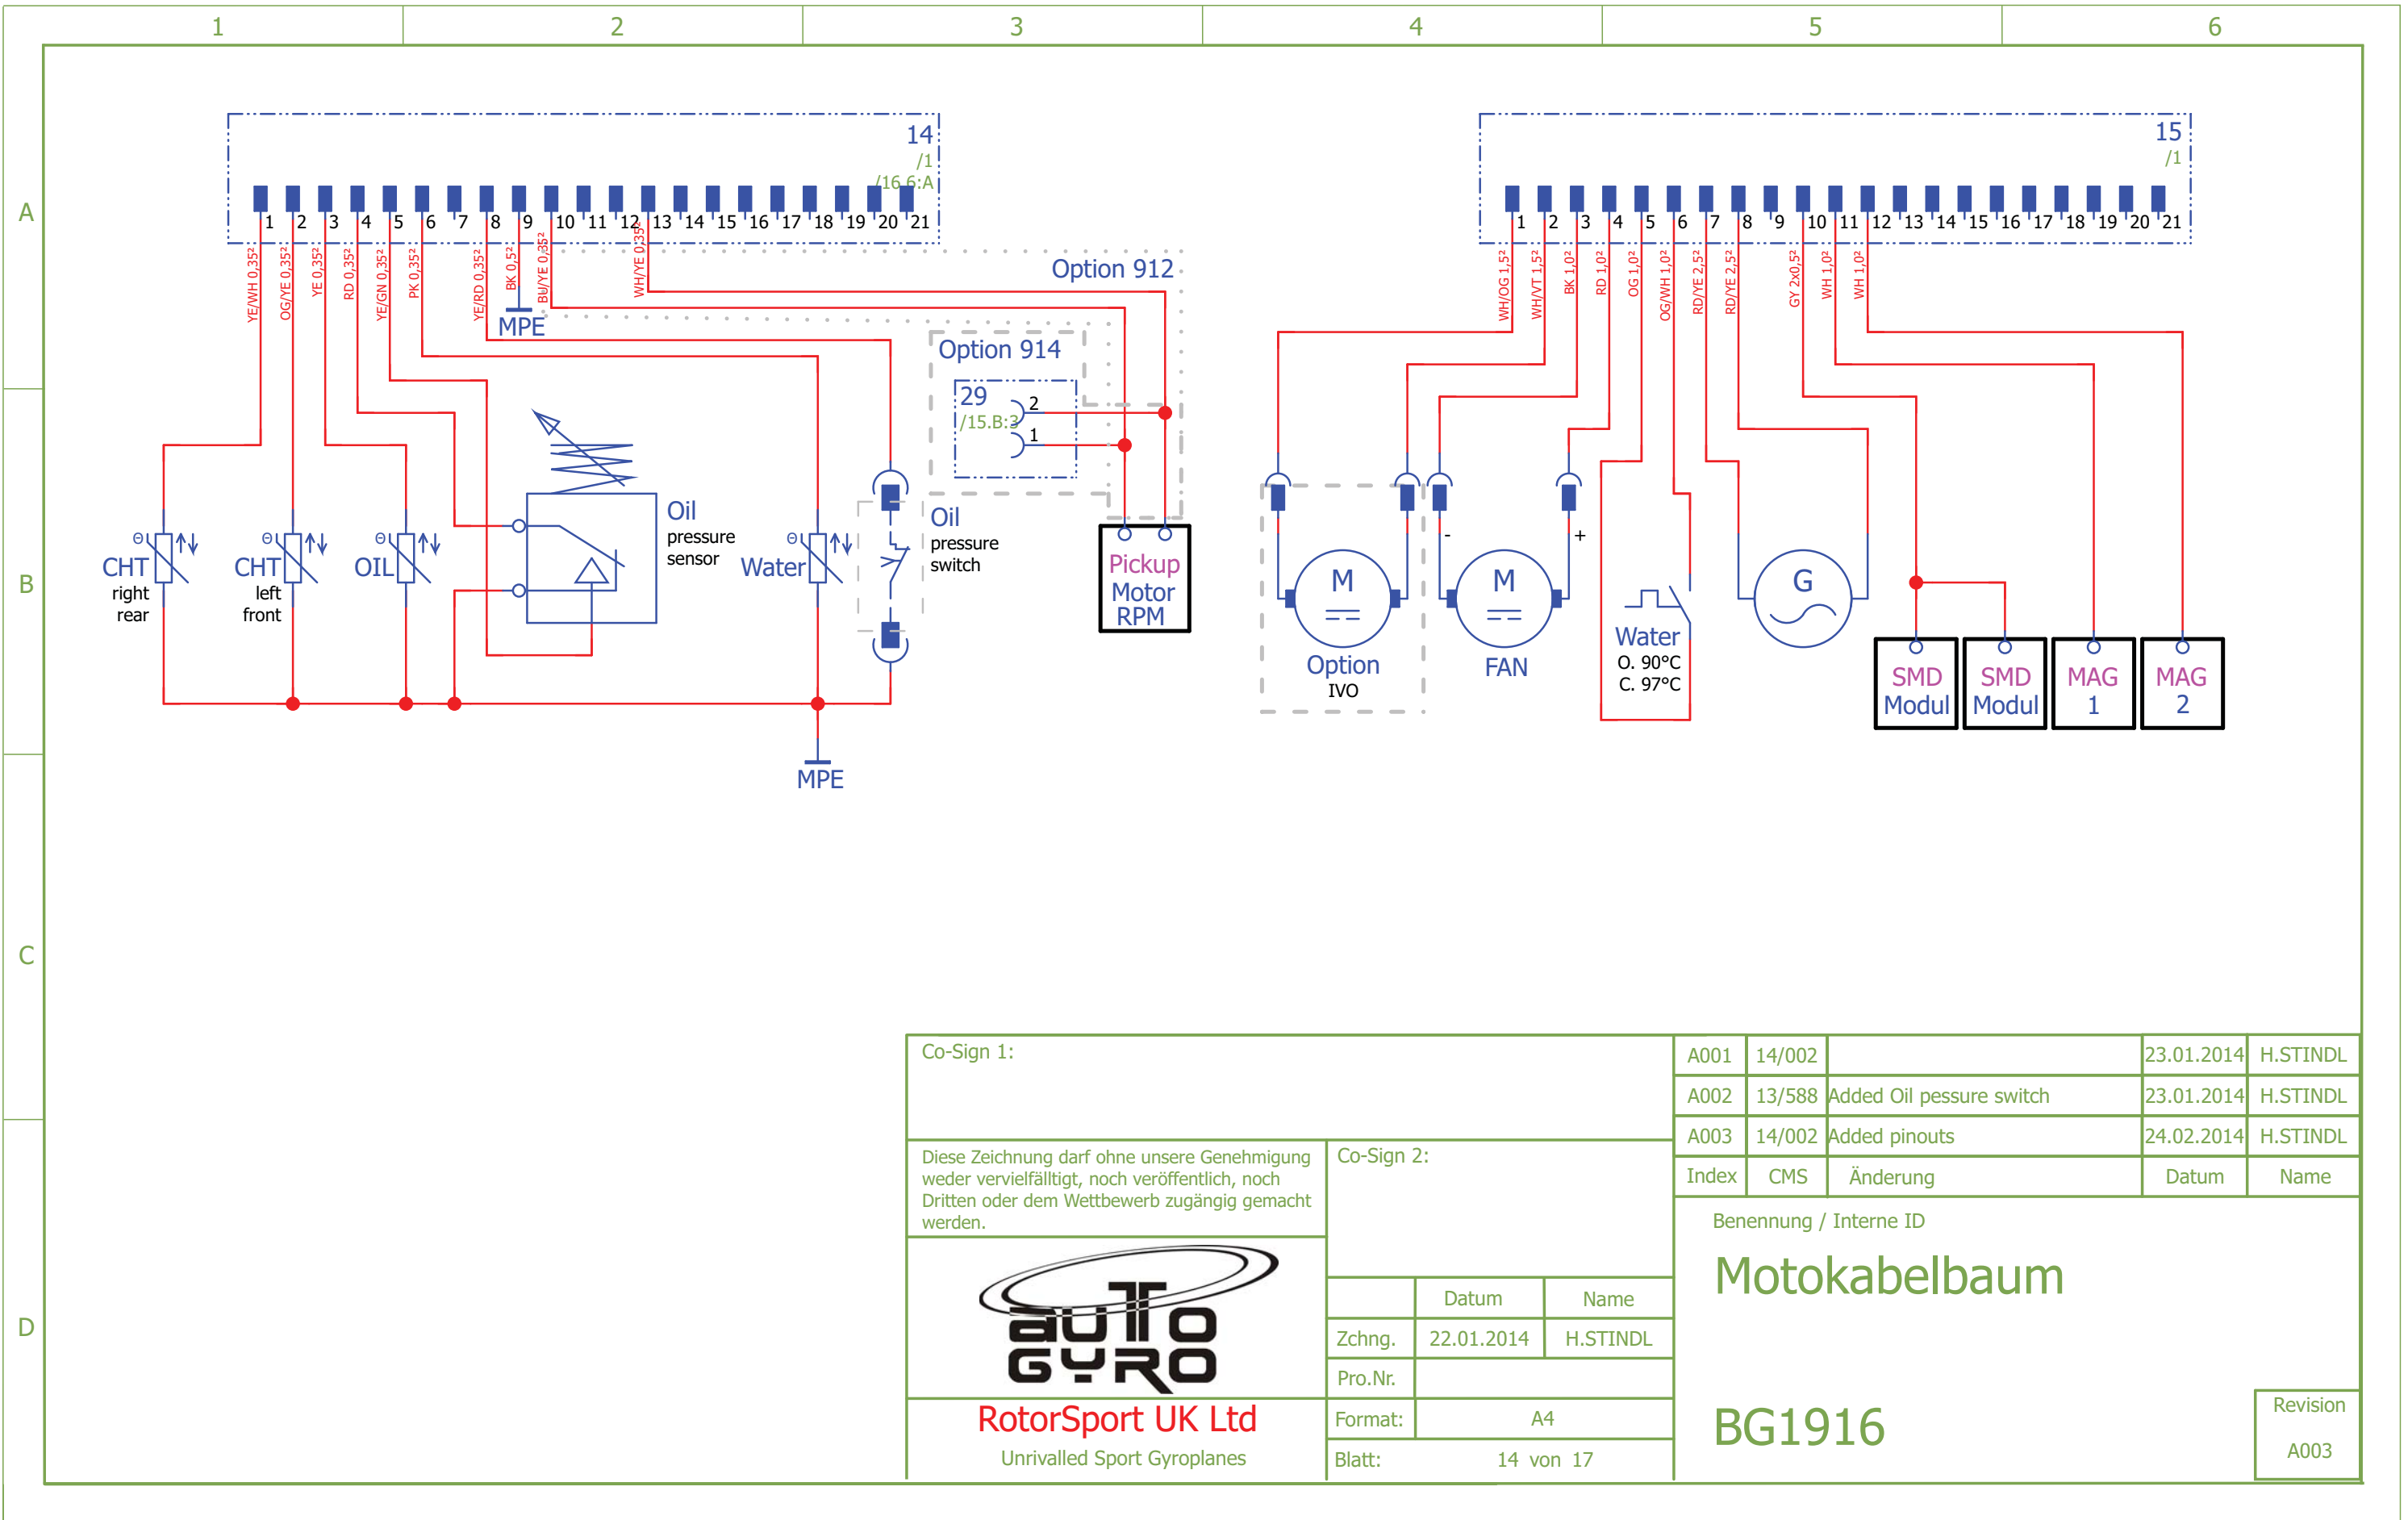 1 2 3 4 5 6
A
B
C
D
14
/1
/16.6:A
1 2 3 4 5 6 7 8 9 10 11 12 13 14 15 16 17 18 19 20 21
YE/WH 0,35²
OG/YE 0,35²
YE 0,35²
RD 0,35²
YE/GN 0,35²
PK 0,35²
YE/RD 0,35²
BK 0,5²
BU/YE 0,35²
WH/YE 0,35²
MPE
Option 912
Option 914
29
/15.B:3
2
1
15
/1
1 2 3 4 5 6 7 8 9 10 11 12 13 14 15 16 17 18 19 20 21
WH/OG 1,5²
WH/VT 1,5²
BK 1,0²
RD 1,0²
OG 1,0²
OG/WH 1,0²
RD/YE 2,5²
RD/YE 2,5²
GY 2x0,5²
WH 1,0²
WH 1,0²
Θ
CHT
right
rear
Θ
CHT
left
front
Θ
OIL
Oil
pressure
sensor
Θ
Water
Oil
pressure
switch
Pickup
Motor
RPM
MPE
M
Option
IVO
-
+
M
FAN
Water
O. 90°C
C. 97°C
G
SMD
Modul
SMD
Modul
MAG
1
MAG
2
Co-Sign 1:
Diese Zeichnung darf ohne unsere Genehmigung
weder vervielfälltigt, noch veröffentlich, noch
Dritten oder dem Wettbewerb zugängig gemacht
werden.
Co-Sign 2:
AUTO
GYRO
RotorSport UK Ltd
Unrivalled Sport Gyroplanes
Datum Name
Zchng. 22.01.2014 H.STINDL
Pro.Nr.
Format: A4
Blatt: 14 von 17
A001 14/002 23.01.2014 H.STINDL
A002 13/588 Added Oil pessure switch 23.01.2014 H.STINDL
A003 14/002 Added pinouts 24.02.2014 H.STINDL
Index CMS Änderung Datum Name
Benennung / Interne ID
Motokabelbaum
BG1916
Revision
A003